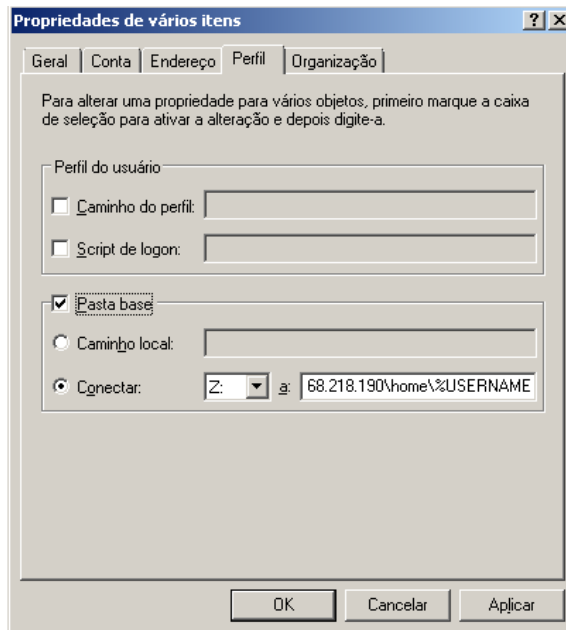 Propriedades de vários itens ? X
Geral Conta Endereço Perfil Organização
Para alterar uma propriedade para vários objetos, primeiro marque a caixa
de seleção para ativar a alteração e depois digite-a.
Perfil do usuário
Caminho do perfil:
Script de logon:
Pasta base
Caminho local:
Conectar: Z: a: 68.218.190\home\%USERNAME
OK Cancelar Aplicar